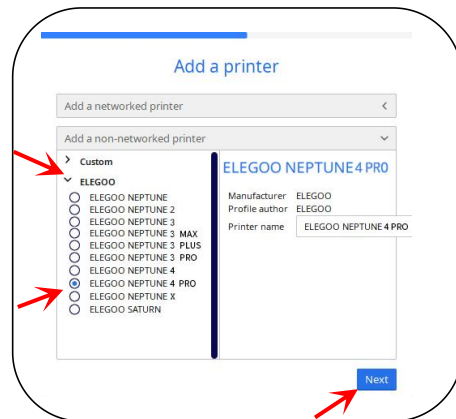 Add a printer
Add a networked printer
Add a non-networked printer
Custom
ELEGOO
ELEGOO NEPTUNE
ELEGOO NEPTUNE 2
ELEGOO NEPTUNE 3
ELEGOO NEPTUNE 3 MAX
ELEGOO NEPTUNE 3 PLUS
ELEGOO NEPTUNE 3 PRO
ELEGOO NEPTUNE 4
ELEGOO NEPTUNE 4 PRO
ELEGOO NEPTUNE X
ELEGOO SATURN
ELEGOO NEPTUNE4 PRO
Manufacturer ELEGOO
Profile author ELEGOO
Printer name ELEGOO NEPTUNE 4 PRO
Next